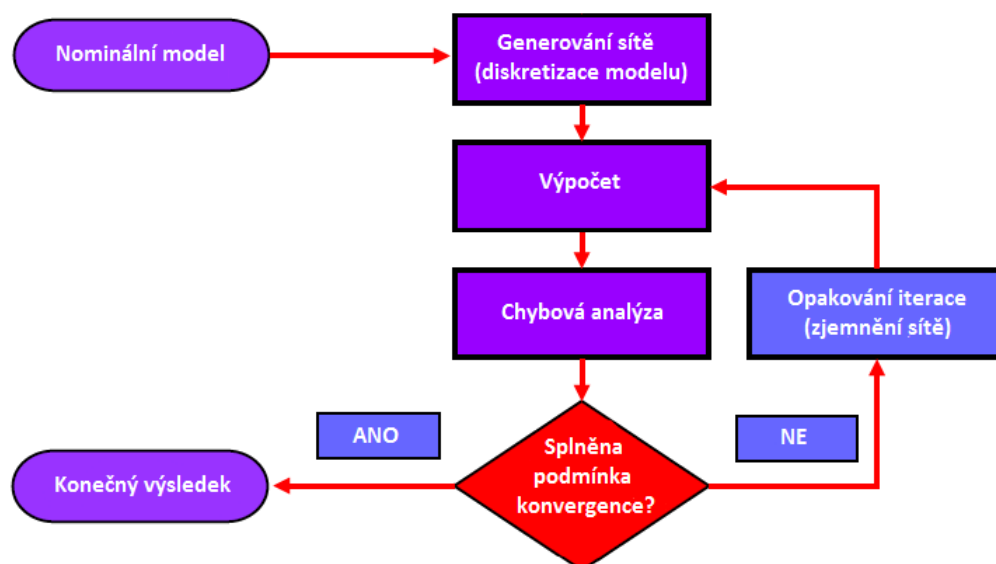 Nominální model
Generování sítě
(diskretizace modelu)
Výpočet
Chybová analýza
Opakování iterace
(zjemnění sítě)
ANO
NE
Splněna
podmínka
konvergence?
Konečný výsledek